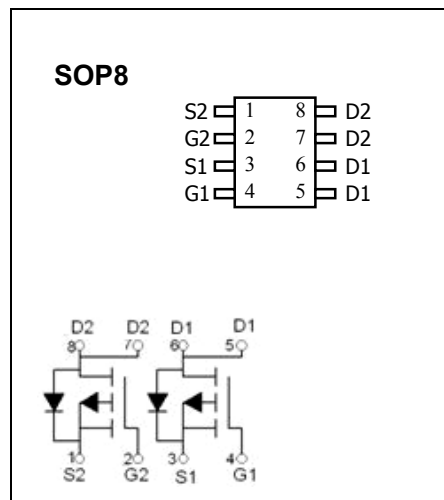 SOP8
S2 1 8 D2
G2 2 7 D2
S1 3 6 D1
G1 4 5 D1
D2 D2 D1 D1
8 7 6 5
1 2 3 4
S2 G2 S1 G1